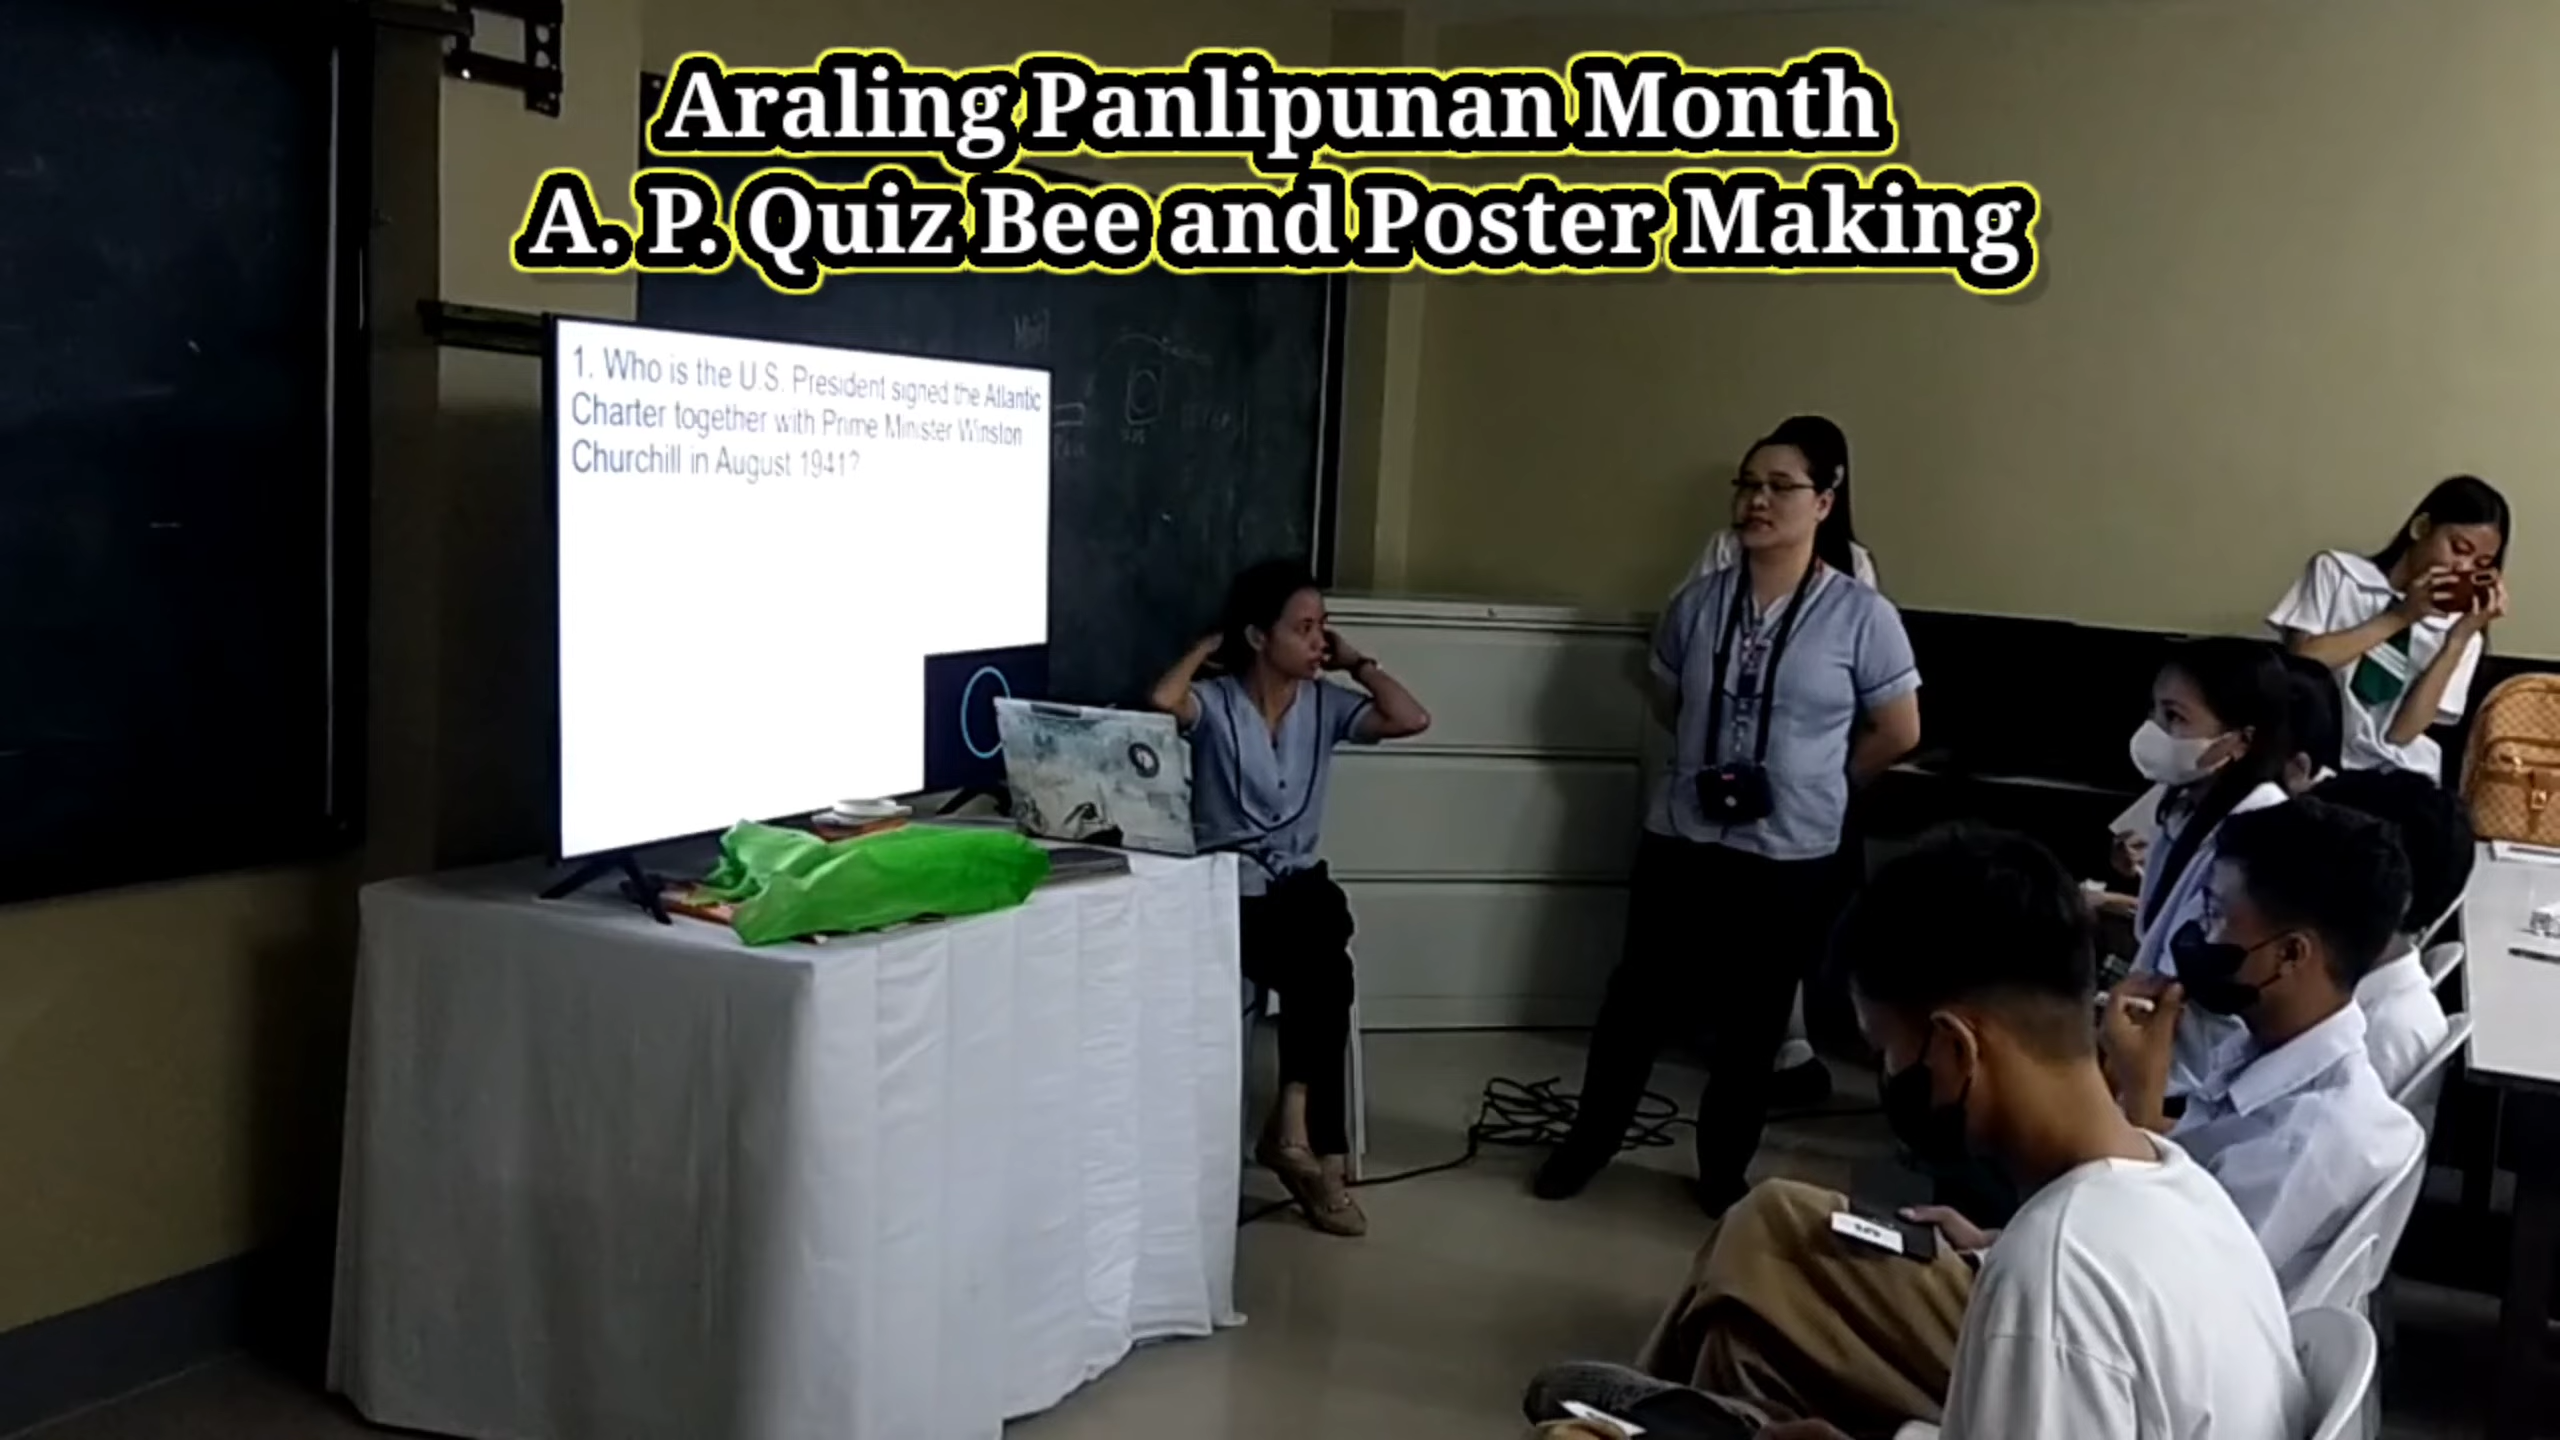 Araling Panlipunan Month
A. P. Quiz Bee and Poster Making
1. Who is the U.S. President signed the Atlantic
Charter together with Prime Minister Winston
Churchill in August 1941?